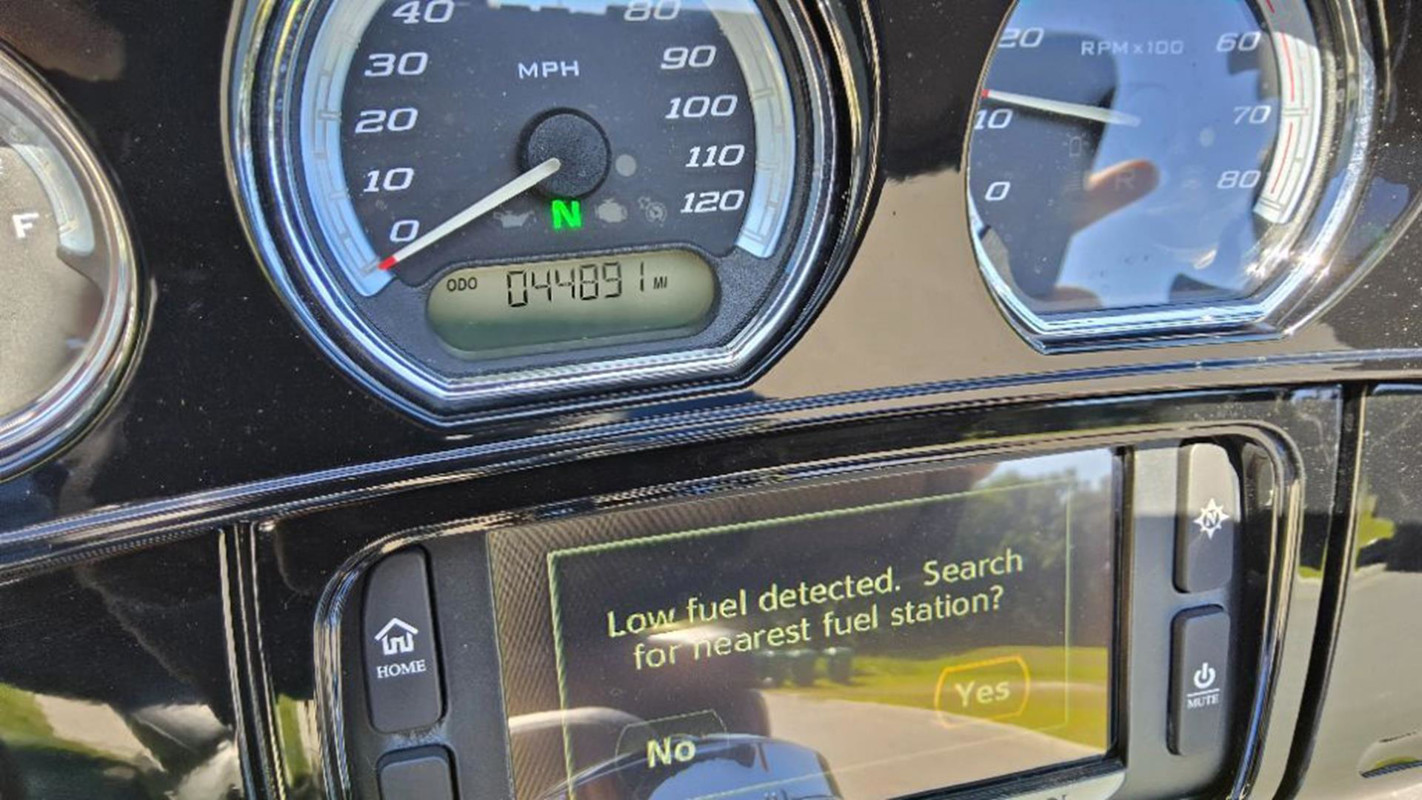 40
30
20
10
0
MPH
80
90
100
110
120
N
ODO 044891 MI
F
20
10
0
RPM x100
60
70
80
R
Low fuel detected. Search
for nearest fuel station?
Yes
No
HOME
N
MUTE